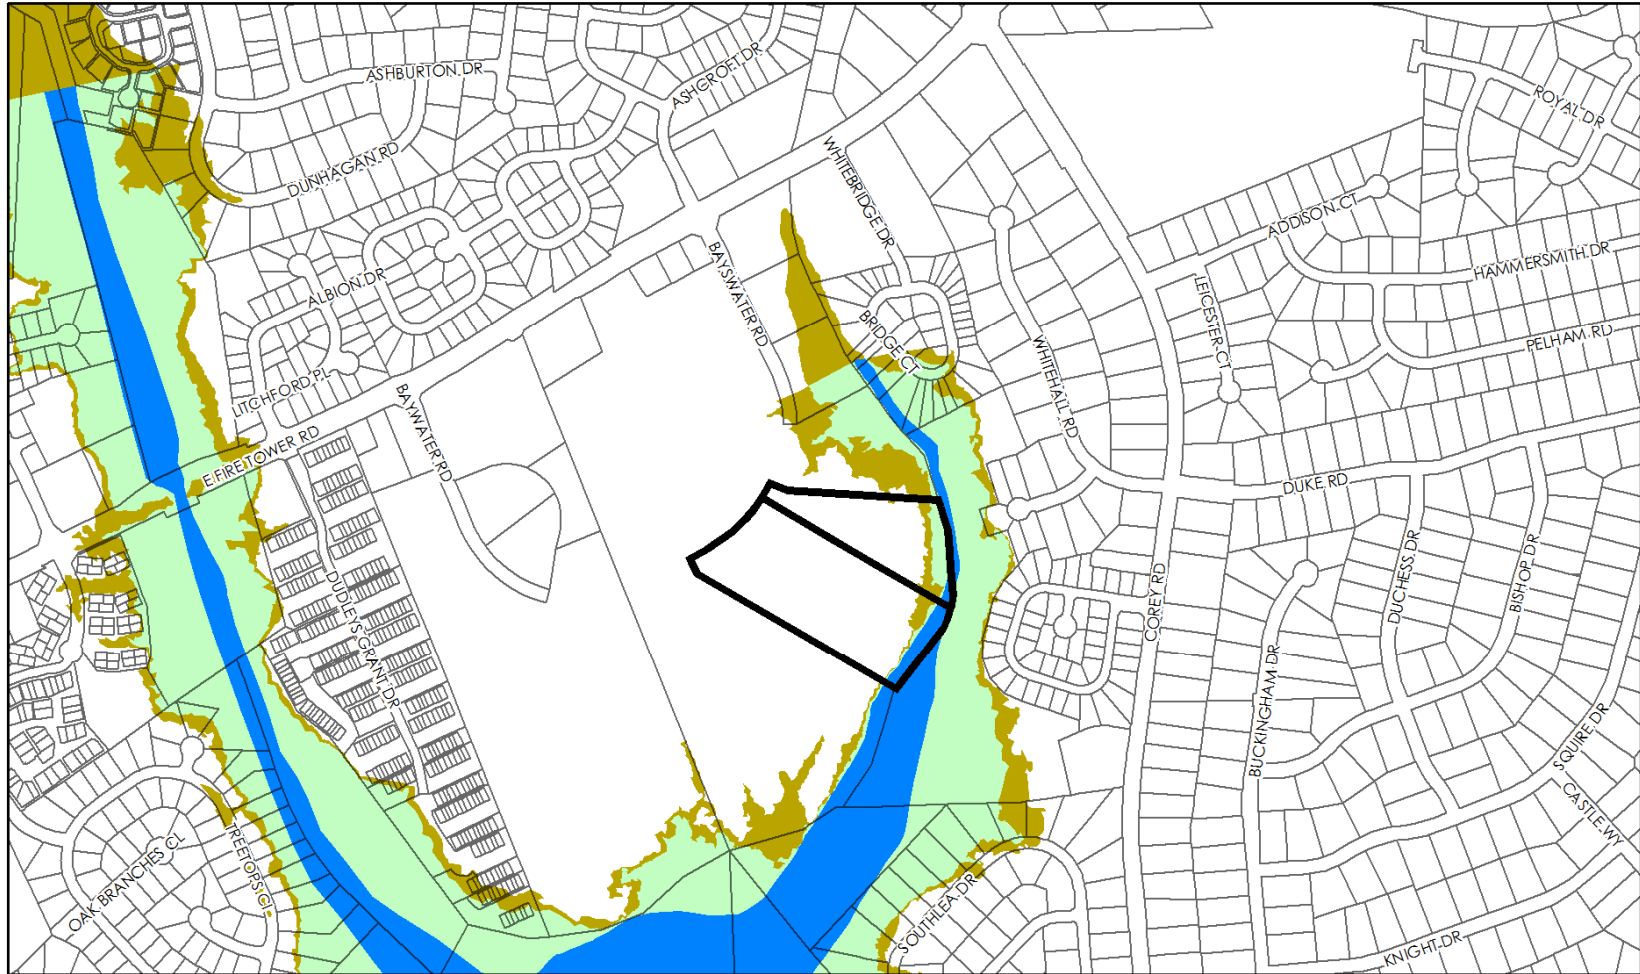 ASHBURTON DR
ASHCROFT DR
ROYAL DR
DUNHAGAN RD
WHITEBRIDGE DR
ADDISON CT
HAMMERSMITH DR
BAYSWATER RD
ALBION DR
LEICESTER CT
BRIDGE CT
PELHAM RD
WHITEHALL RD
LITCHFORD PL
BAYWATER RD
E FIRE TOWER RD
DUKE RD
DUCHESS DR
BISHOP DR
DUDLEYS GRANT DR
COREY RD
BUCKINGHAM DR
SQUIRE DR
CASTLE WY
OAK BRANCHES CL
TREETOPS CL
SOUTHLEA DR
KNIGHT DR